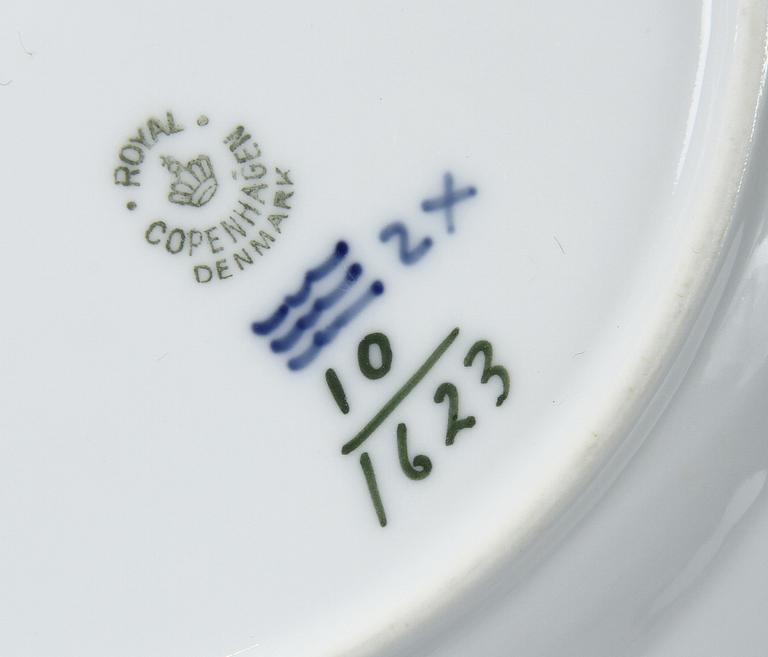 ROYAL
COPENHAGEN
DENMARK
2X
10
1623